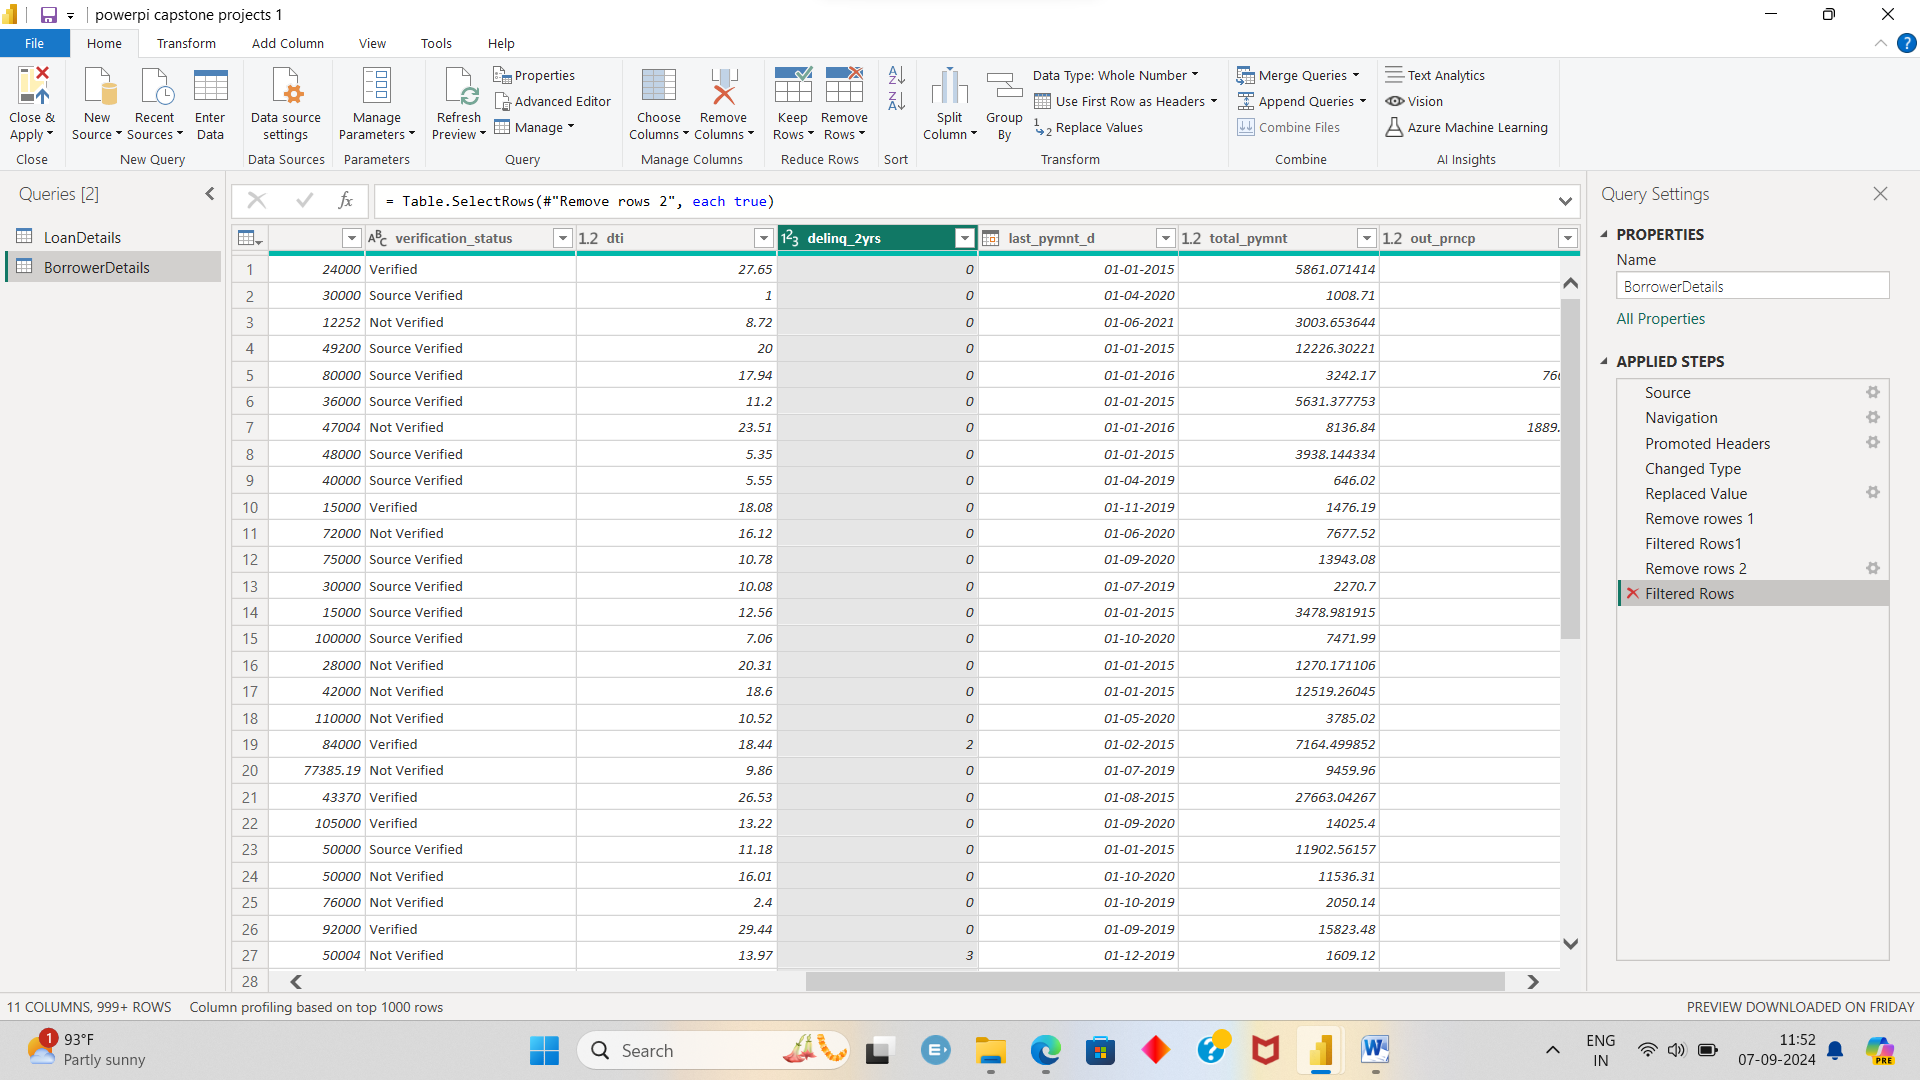 powerpi capstone projects 1
File Home Transform Add Column View Tools Help
Close & Apply
Close
New Source
Recent Sources
Enter Data
New Query
Data source settings
Data Sources
Manage Parameters
Parameters
Refresh Preview
Properties
Advanced Editor
Manage
Query
Choose Columns
Remove Columns
Manage Columns
Keep Rows
Remove Rows
Reduce Rows
Sort
Split Column
Group By
Data Type: Whole Number
Use First Row as Headers
Replace Values
Transform
Merge Queries
Append Queries
Combine Files
Combine
Text Analytics
Vision
Azure Machine Learning
AI Insights
Queries [2]
LoanDetails
BorrowerDetails
fx = Table.SelectRows(#"Remove rows 2", each true)
ABC verification_status 1.2 dti 123 delinq_2yrs last_pymnt_d 1.2 total_pymnt 1.2 out_prncp
1 24000 Verified 27.65 0 01-01-2015 5861.071414
2 30000 Source Verified 1 0 01-04-2020 1008.71
3 12252 Not Verified 8.72 0 01-06-2021 3003.653644
4 49200 Source Verified 20 0 01-01-2015 12226.30221
5 80000 Source Verified 17.94 0 01-01-2016 3242.17
6 36000 Source Verified 11.2 0 01-01-2015 5631.377753
7 47004 Not Verified 23.51 0 01-01-2016 8136.84 1889.
8 48000 Source Verified 5.35 0 01-01-2015 3938.144334
9 40000 Source Verified 5.55 0 01-04-2019 646.02
10 15000 Verified 18.08 0 01-11-2019 1476.19
11 72000 Not Verified 16.12 0 01-06-2020 7677.52
12 75000 Source Verified 10.78 0 01-09-2020 13943.08
13 30000 Source Verified 10.08 0 01-07-2019 2270.7
14 15000 Source Verified 12.56 0 01-01-2015 3478.981915
15 100000 Source Verified 7.06 0 01-10-2020 7471.99
16 28000 Not Verified 20.31 0 01-01-2015 1270.171106
17 42000 Not Verified 18.6 0 01-01-2015 12519.26045
18 110000 Not Verified 10.52 0 01-05-2020 3785.02
19 84000 Verified 18.44 2 01-02-2015 7164.499852
20 77385.19 Not Verified 9.86 0 01-07-2019 9459.96
21 43370 Verified 26.53 0 01-08-2015 27663.04267
22 105000 Verified 13.22 0 01-09-2020 14025.4
23 50000 Source Verified 11.18 0 01-01-2015 11902.56157
24 50000 Not Verified 16.01 0 01-10-2020 11536.31
25 76000 Not Verified 2.4 0 01-10-2019 2050.14
26 92000 Verified 29.44 0 01-09-2019 15823.48
27 50004 Not Verified 13.97 3 01-12-2019 1609.12
28
Query Settings
PROPERTIES
Name
BorrowerDetails
All Properties
APPLIED STEPS
Source
Navigation
Promoted Headers
Changed Type
Replaced Value
Remove rowes 1
Filtered Rows1
Remove rows 2
Filtered Rows
11 COLUMNS, 999+ ROWS Column profiling based on top 1000 rows PREVIEW DOWNLOADED ON FRIDAY
1 93°F
Partly sunny
Search
ENG
IN
11:52
07-09-2024
PRE